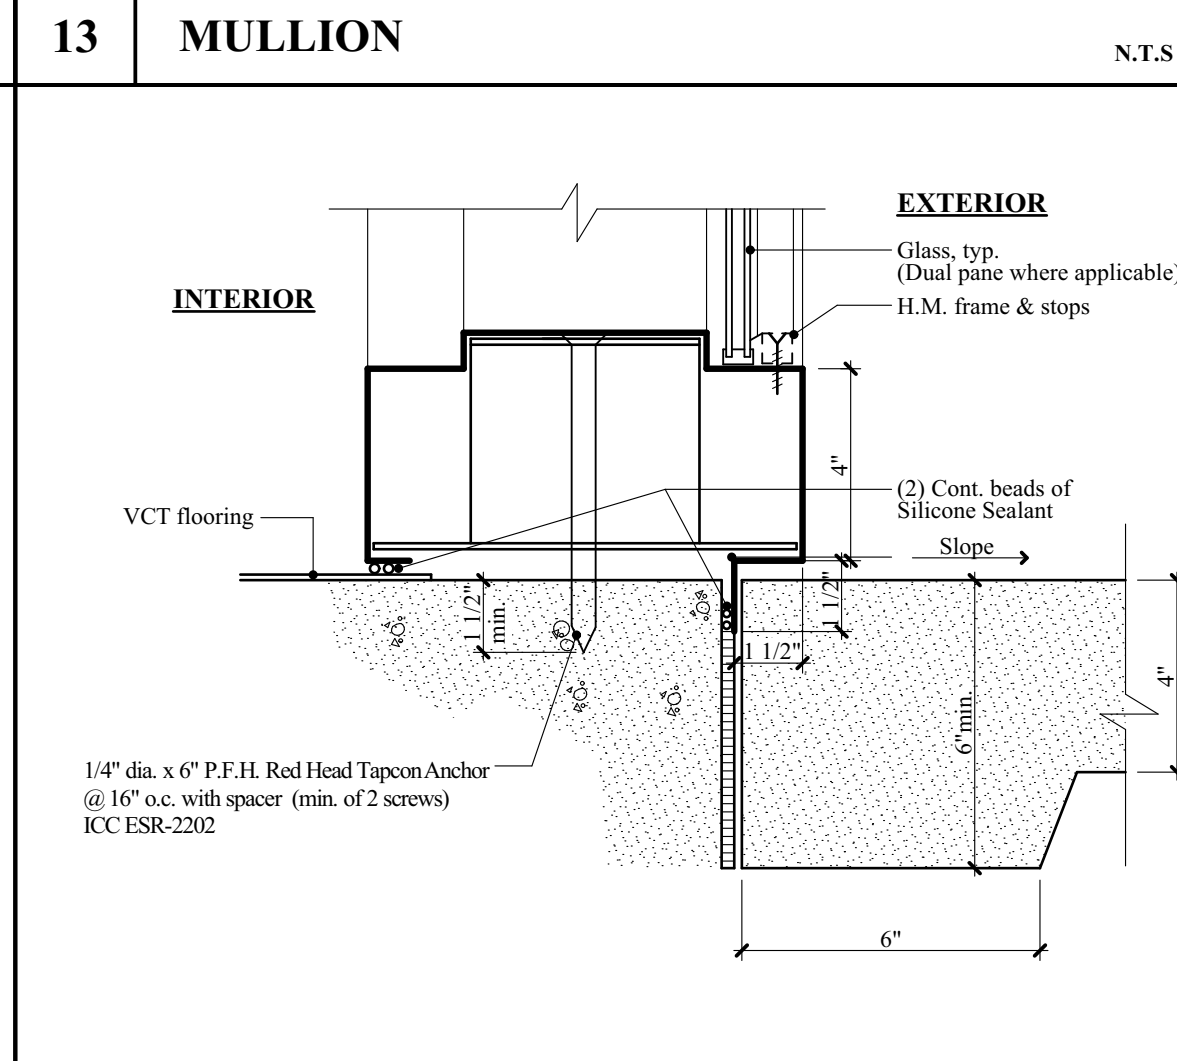 13 MULLION N.T.S
EXTERIOR
Glass, typ.
(Dual pane where applicable)
H.M. frame & stops
INTERIOR
4"
(2) Cont. beads of
Silicone Sealant
VCT flooring
Slope
1 1/2"
min.
1 1/2"
1 1/2"
6"min.
4"
1/4" dia. x 6" P.F.H. Red Head Tapcon Anchor
@ 16" o.c. with spacer (min. of 2 screws)
ICC ESR-2202
6"